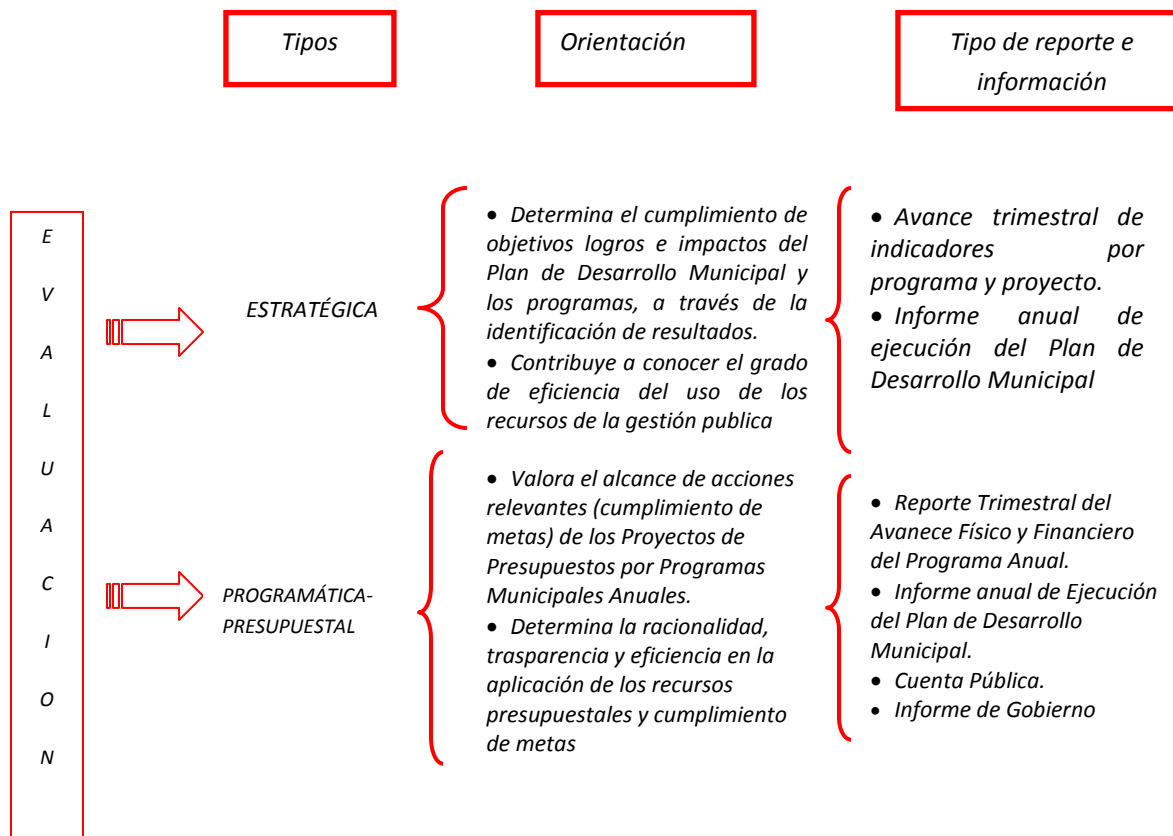 Tipos
Orientación
Tipo de reporte e
información
E
V
A
L
U
A
C
I
O
N
ESTRATÉGICA
• Determina el cumplimiento de
objetivos logros e impactos del
Plan de Desarrollo Municipal y
los programas, a través de la
identificación de resultados.
• Contribuye a conocer el grado
de eficiencia del uso de los
recursos de la gestión publica
• Avance trimestral de
indicadores por
programa y proyecto.
• Informe anual de
ejecución del Plan de
Desarrollo Municipal
PROGRAMÁTICA-
PRESUPUESTAL
• Valora el alcance de acciones
relevantes (cumplimiento de
metas) de los Proyectos de
Presupuestos por Programas
Municipales Anuales.
• Determina la racionalidad,
trasparencia y eficiencia en la
aplicación de los recursos
presupuestales y cumplimiento
de metas
• Reporte Trimestral del
Avanece Físico y Financiero
del Programa Anual.
• Informe anual de Ejecución
del Plan de Desarrollo
Municipal.
• Cuenta Pública.
• Informe de Gobierno